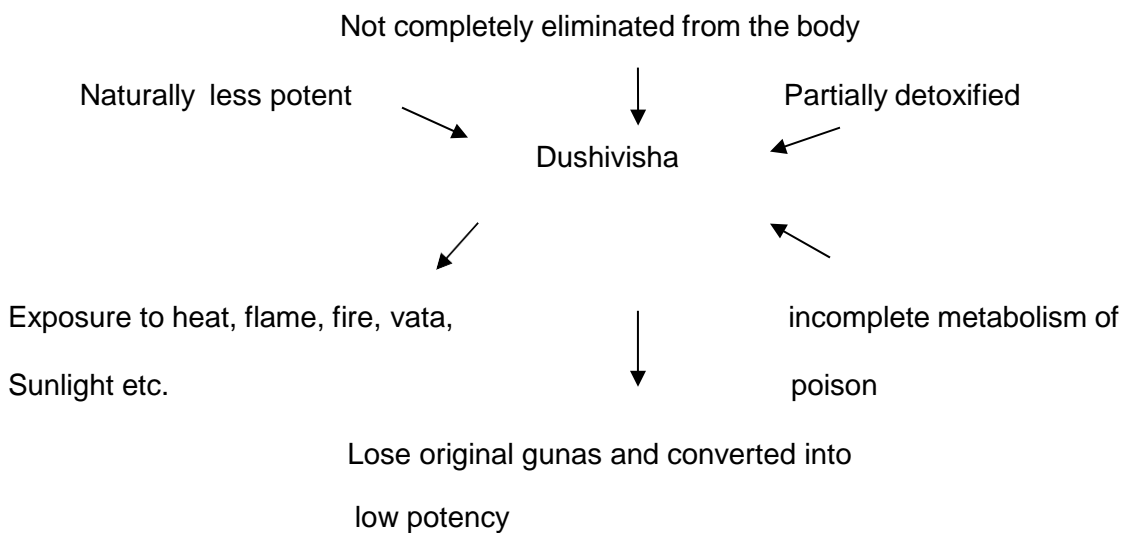 Not completely eliminated from the body
Naturally less potent
Partially detoxified
Dushivisha
Exposure to heat, flame, fire, vata,
Sunlight etc.
incomplete metabolism of
poison
Lose original gunas and converted into
low potency